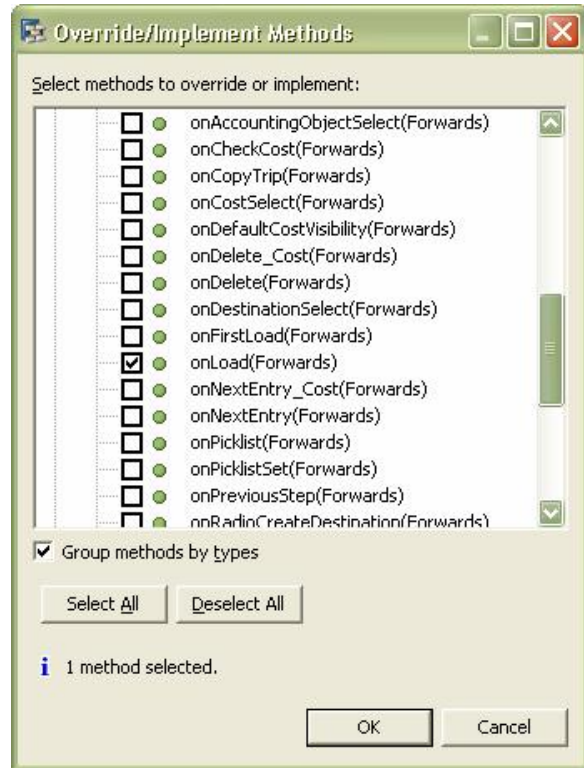 Override/Implement Methods
Select methods to override or implement:
onAccountingObjectSelect(Forwards)
onCheckCost(Forwards)
onCopyTrip(Forwards)
onCostSelect(Forwards)
onDefaultCostVisibility(Forwards)
onDelete_Cost(Forwards)
onDelete(Forwards)
onDestinationSelect(Forwards)
onFirstLoad(Forwards)
onLoad(Forwards)
onNextEntry_Cost(Forwards)
onNextEntry(Forwards)
onPicklist(Forwards)
onPicklistSet(Forwards)
onPreviousStep(Forwards)
onRadioCreateDestination(Forwards)
Group methods by types
Select All Deselect All
i 1 method selected.
OK Cancel